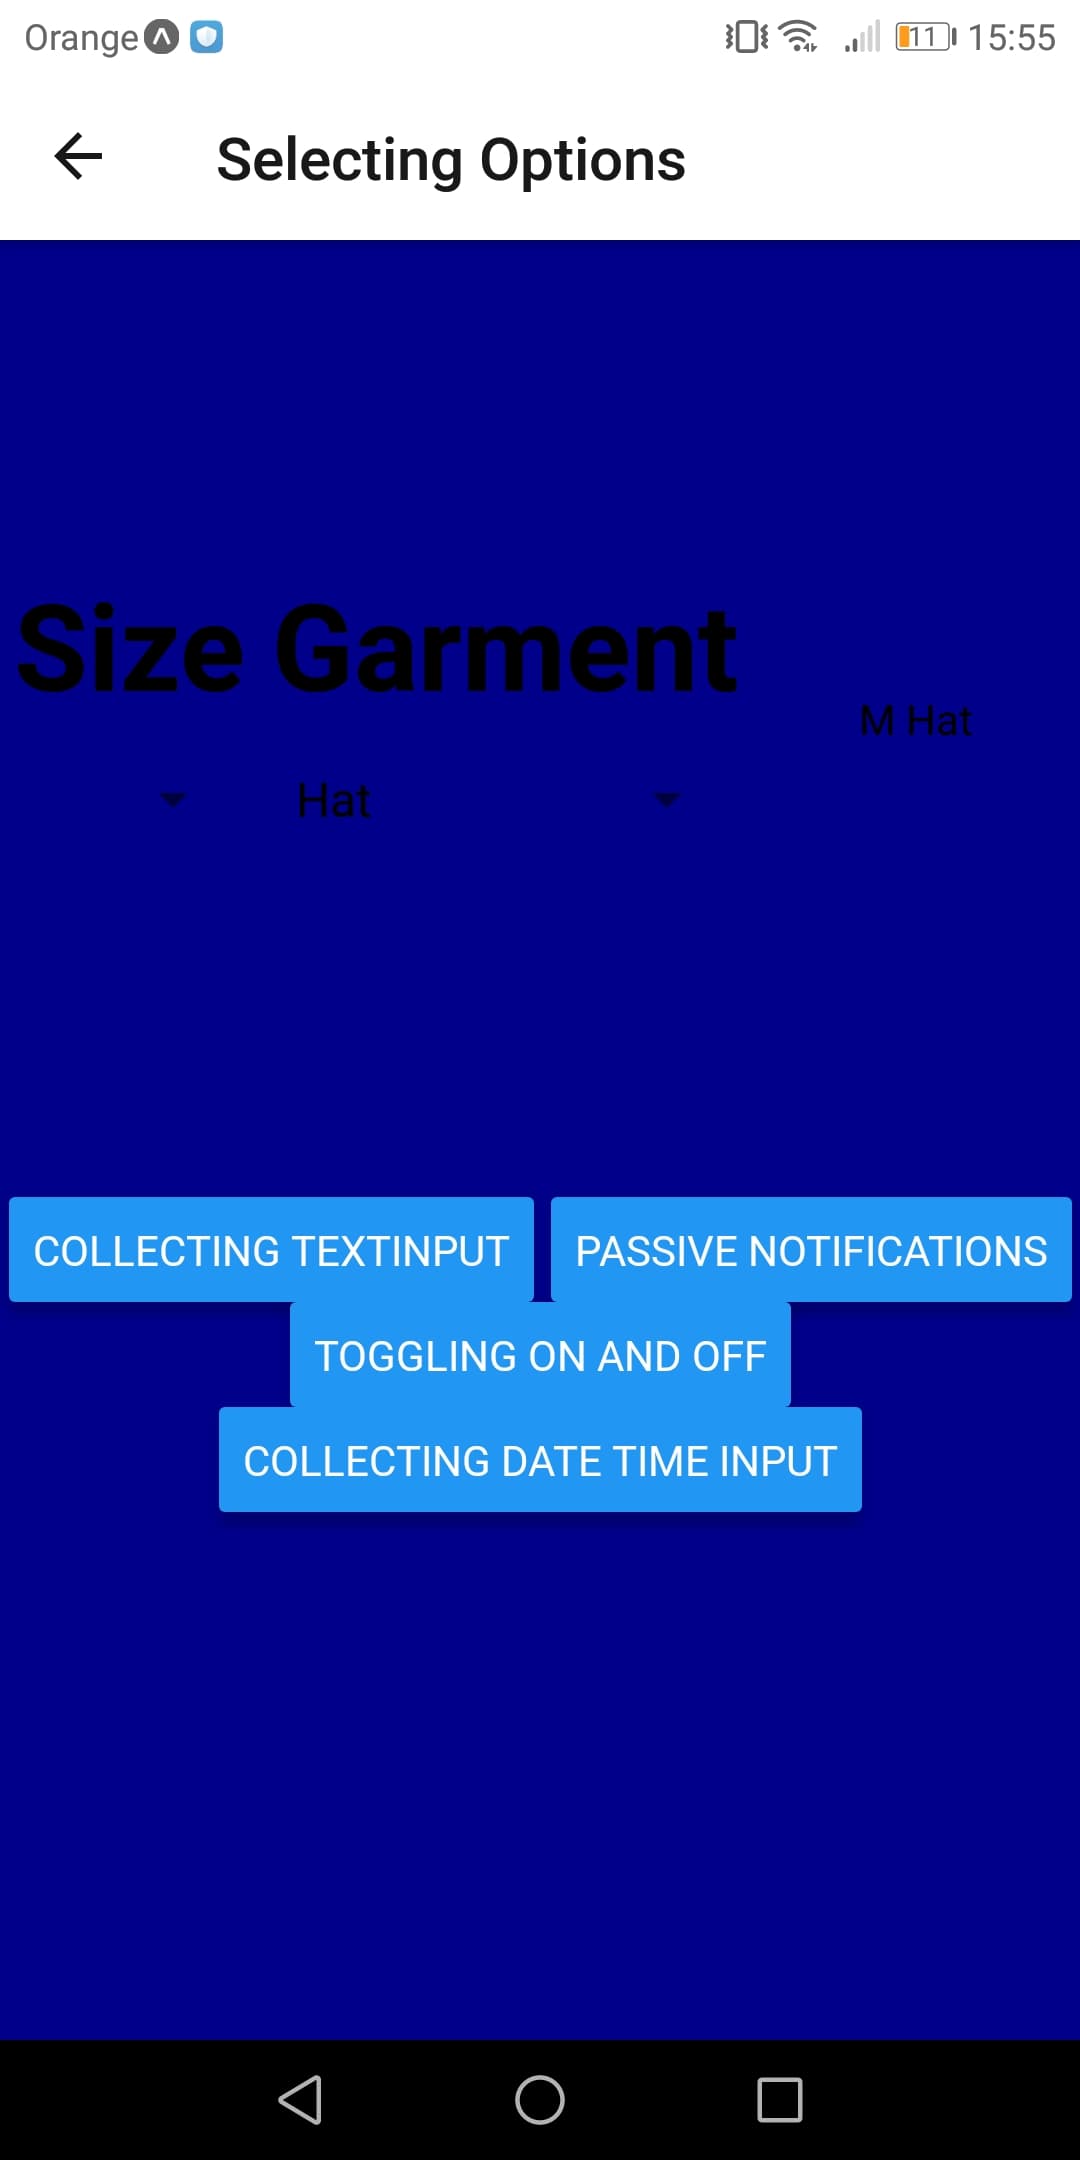 Orange 11 15:55
Selecting Options
Size Garment
M Hat
Hat
COLLECTING TEXTINPUT PASSIVE NOTIFICATIONS
TOGGLING ON AND OFF
COLLECTING DATE TIME INPUT